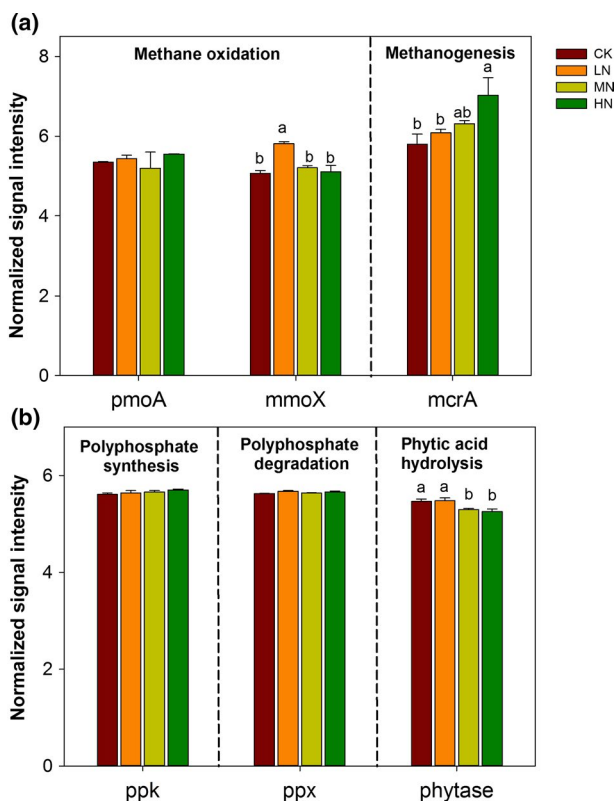 (a)
Methane oxidation
Methanogenesis
CK
LN
MN
HN
Normalized signal intensity
8
6
4
2
0
b
a
b
b
b
b
ab
a
pmoA
mmoX
mcrA
(b)
Polyphosphate
synthesis
Polyphosphate
degradation
Phytic acid
hydrolysis
Normalized signal intensity
6
4
2
0
a
a
b
b
ppk
ppx
phytase